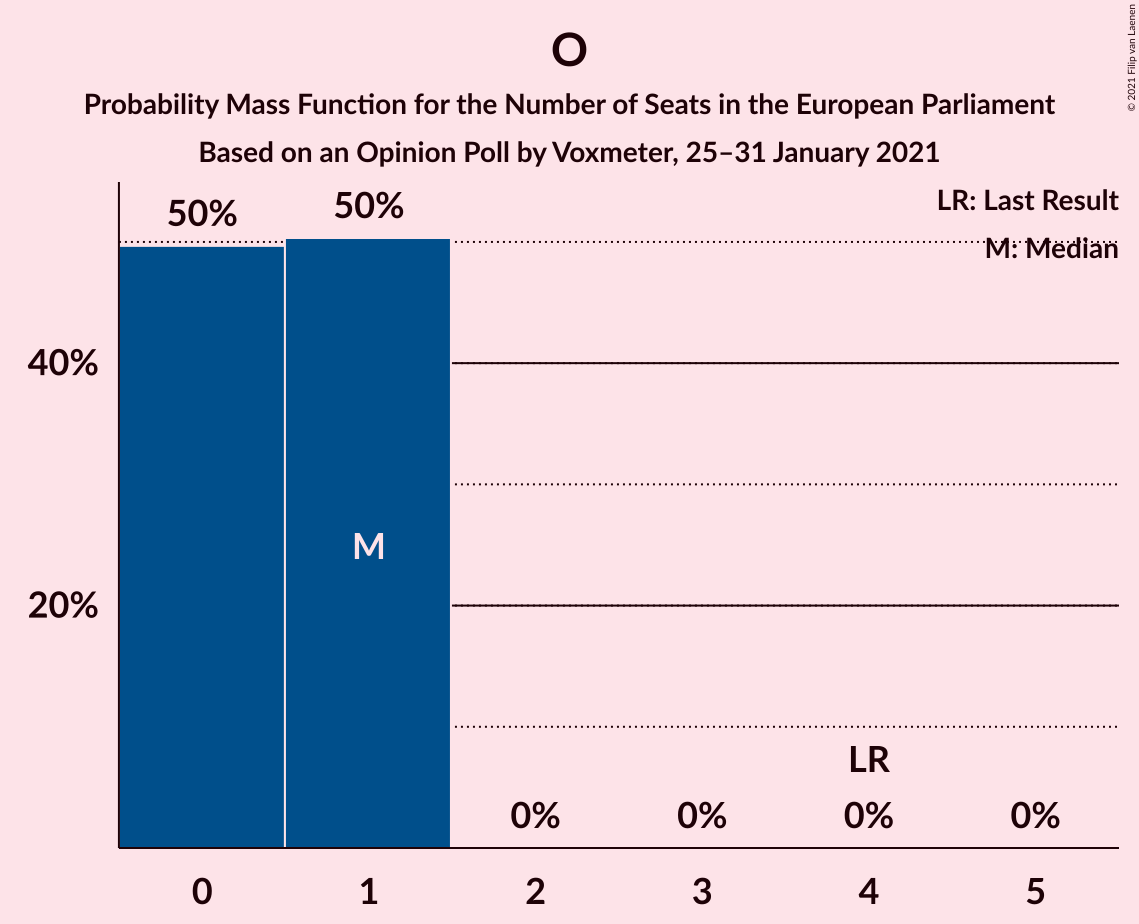 O
Probability Mass Function for the Number of Seats in the European Parliament
Based on an Opinion Poll by Voxmeter, 25–31 January 2021
© 2021 Filip van Laenen
LR: Last Result
M: Median
50%
50%
40%
20%
M
LR
0%
0%
0%
0%
0
1
2
3
4
5